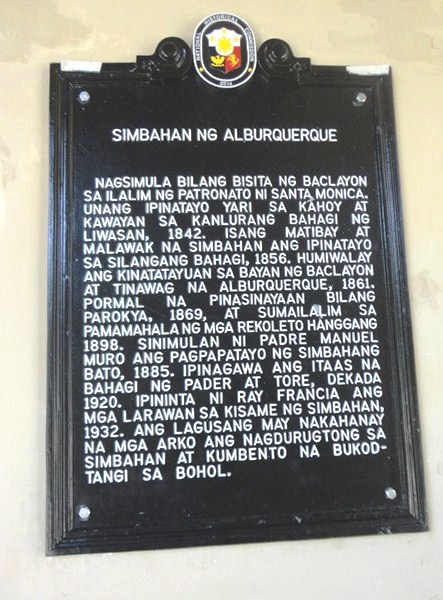 NATIONAL HISTORICAL COMMISSION
2014
SIMBAHAN NG ALBURQUERQUE
NAGSIMULA BILANG BISITA NG BACLAYON
SA ILALIM NG PATRONATO NI SANTA MONICA.
UNANG IPINATAYO YARI SA KAHOY AT
KAWAYAN SA KANLURANG BAHAGI NG
LIWASAN, 1842. ISANG MATIBAY AT
MALAWAK NA SIMBAHAN ANG IPINATAYO
SA SILANGANG BAHAGI, 1856. HUMIWALAY
ANG KINATATAYUAN SA BAYAN NG BACLAYON
AT TINAWAG NA ALBURQUERQUE, 1861.
PORMAL NA PINASINAYAAN BILANG
PAROKYA, 1869, AT SUMAILALIM SA
PAMAMAHALA NG MGA REKOLETO HANGGANG
1898. SINIMULAN NI PADRE MANUEL
MURO ANG PAGPAPATAYO NG SIMBAHANG
BATO, 1885. IPINAGAWA ANG ITAAS NA
BAHAGI NG PADER AT TORE, DEKADA
1920. IPININTA NI RAY FRANCIA ANG
MGA LARAWAN SA KISAME NG SIMBAHAN,
1932. ANG LAGUSANG MAY NAKAHANAY
NA MGA ARKO ANG NAGDURUGTONG SA
SIMBAHAN AT KUMBENTO NA BUKOD-
TANGI SA BOHOL.